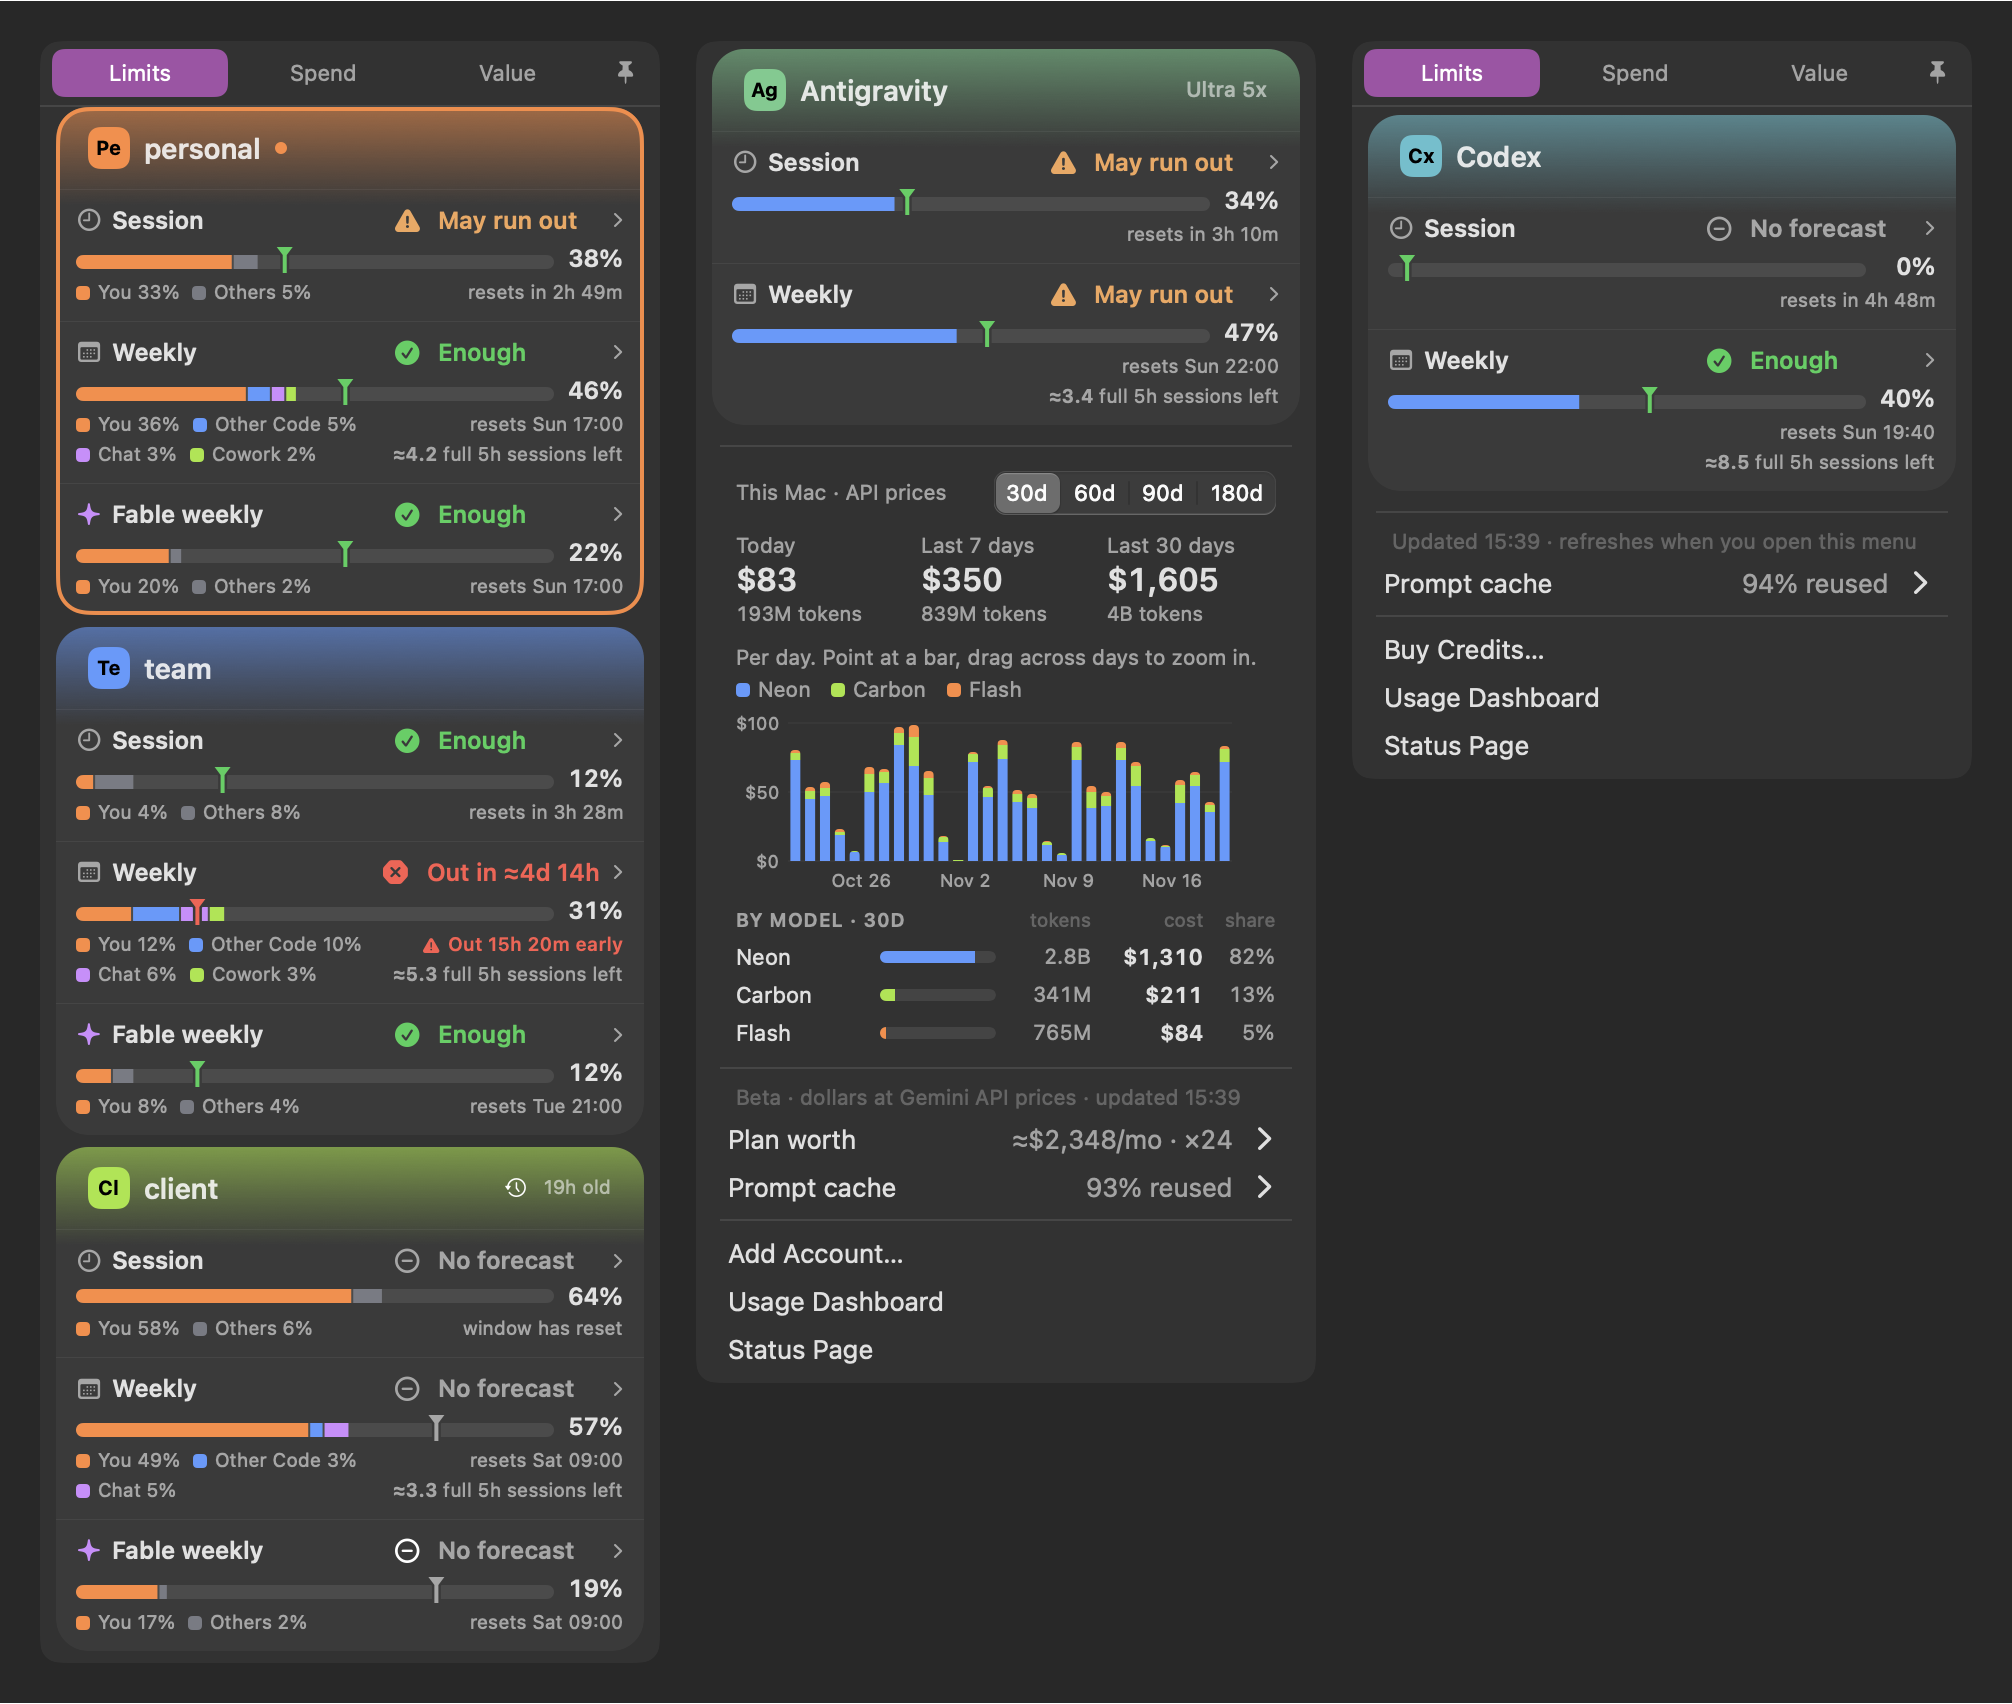 Limits Spend Value
Pe personal
Session May run out
38%
You 33% Others 5% resets in 2h 49m
Weekly Enough
46%
You 36% Other Code 5% resets Sun 17:00
Chat 3% Cowork 2% ≈4.2 full 5h sessions left
Fable weekly Enough
22%
You 20% Others 2% resets Sun 17:00
Te team
Session Enough
12%
You 4% Others 8% resets in 3h 28m
Weekly Out in ≈4d 14h
31%
You 12% Other Code 10% Out 15h 20m early
Chat 6% Cowork 3% ≈5.3 full 5h sessions left
Fable weekly Enough
12%
You 8% Others 4% resets Tue 21:00
Cl client 19h old
Session No forecast
64%
You 58% Others 6% window has reset
Weekly No forecast
57%
You 49% Other Code 3% resets Sat 09:00
Chat 5% ≈3.3 full 5h sessions left
Fable weekly No forecast
19%
You 17% Others 2% resets Sat 09:00
Ag Antigravity Ultra 5x
Session May run out
34%
resets in 3h 10m
Weekly May run out
47%
resets Sun 22:00
≈3.4 full 5h sessions left
This Mac · API prices 30d 60d 90d 180d
Today Last 7 days Last 30 days
$83 $350 $1,605
193M tokens 839M tokens 4B tokens
Per day. Point at a bar, drag across days to zoom in.
Neon Carbon Flash
$100
$50
$0
Oct 26 Nov 2 Nov 9 Nov 16
BY MODEL · 30D tokens cost share
Neon 2.8B $1,310 82%
Carbon 341M $211 13%
Flash 765M $84 5%
Beta · dollars at Gemini API prices · updated 15:39
Plan worth ≈$2,348/mo · ×24
Prompt cache 93% reused
Add Account...
Usage Dashboard
Status Page
Limits Spend Value
Cx Codex
Session No forecast
0%
resets in 4h 48m
Weekly Enough
40%
resets Sun 19:40
≈8.5 full 5h sessions left
Updated 15:39 · refreshes when you open this menu
Prompt cache 94% reused
Buy Credits...
Usage Dashboard
Status Page